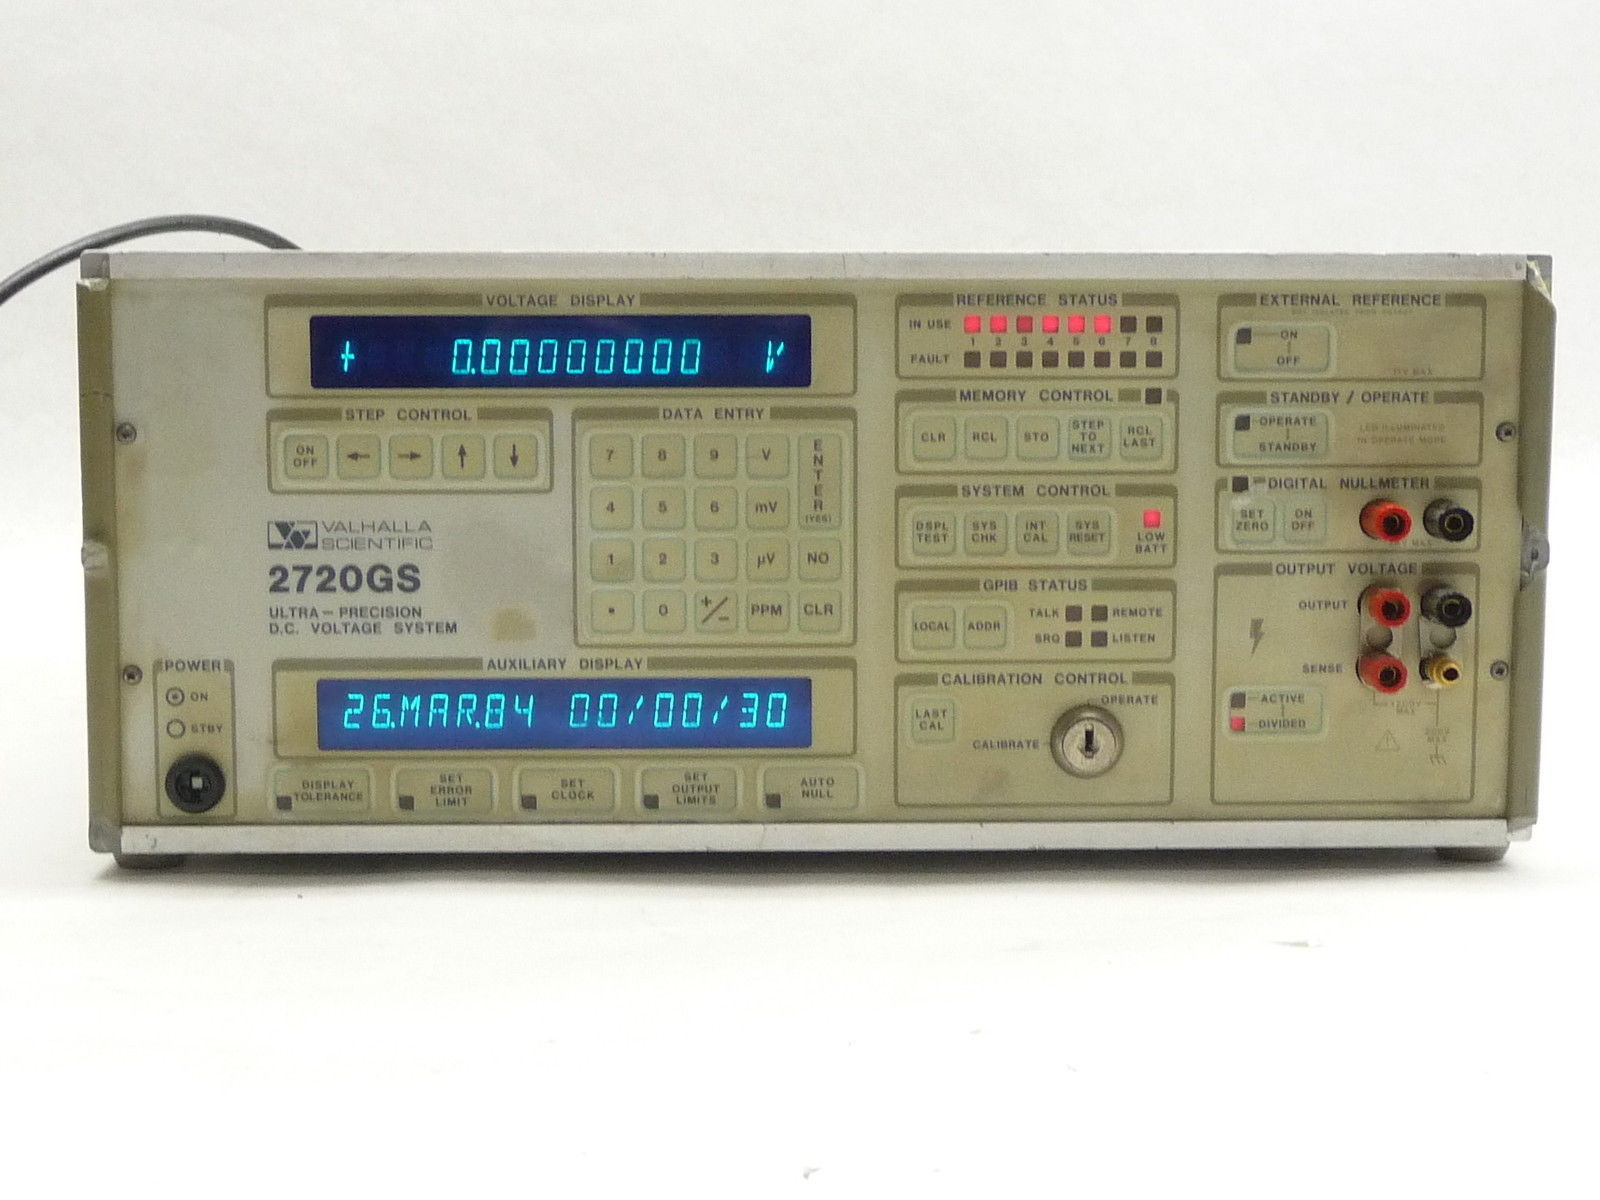 VOLTAGE DISPLAY
+ 0.00000000 V
STEP CONTROL
ON
OFF
← → ↑ ↓
DATA ENTRY
7 8 9 V
4 5 6 mV
1 2 3 µV NO
• 0 +/− PPM CLR
ENTER
(YES)
VALHALLA
SCIENTIFIC
2720GS
ULTRA-PRECISION
D.C. VOLTAGE SYSTEM
POWER
ON
STBY
AUXILIARY DISPLAY
26.MAR.84 00/00/30
DISPLAY
TOLERANCE
SET
ERROR
LIMIT
SET
CLOCK
SET
OUTPUT
LIMITS
AUTO
NULL
REFERENCE STATUS
IN USE
1 2 3 4 5 6 7 8
FAULT
MEMORY CONTROL
CLR
RCL
STO
STEP
TO
NEXT
RCL
LAST
SYSTEM CONTROL
DSPL
TEST
SYS
CHK
INT
CAL
SYS
RESET
LOW
BATT
GPIB STATUS
LOCAL
ADDR
TALK
REMOTE
SRQ
LISTEN
CALIBRATION CONTROL
LAST
CAL
OPERATE
CALIBRATE
EXTERNAL REFERENCE
ON
OFF
STANDBY / OPERATE
OPERATE
STANDBY
LED ILLUMINATED
IN OPERATE MODE
DIGITAL NULLMETER
SET
ZERO
ON
OFF
OUTPUT VOLTAGE
OUTPUT
SENSE
ACTIVE
DIVIDED
1200V
MAX